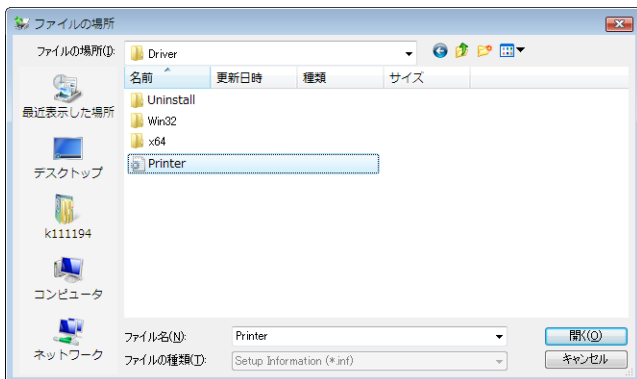 ファイルの場所
ファイルの場所(I):
Driver
名前 更新日時 種類 サイズ
Uninstall
Win32
x64
Printer
最近表示した場所
デスクトップ
k111194
コンピュータ
ネットワーク
ファイル名(N): Printer 開く(O)
ファイルの種類(T): Setup Information (*.inf) キャンセル